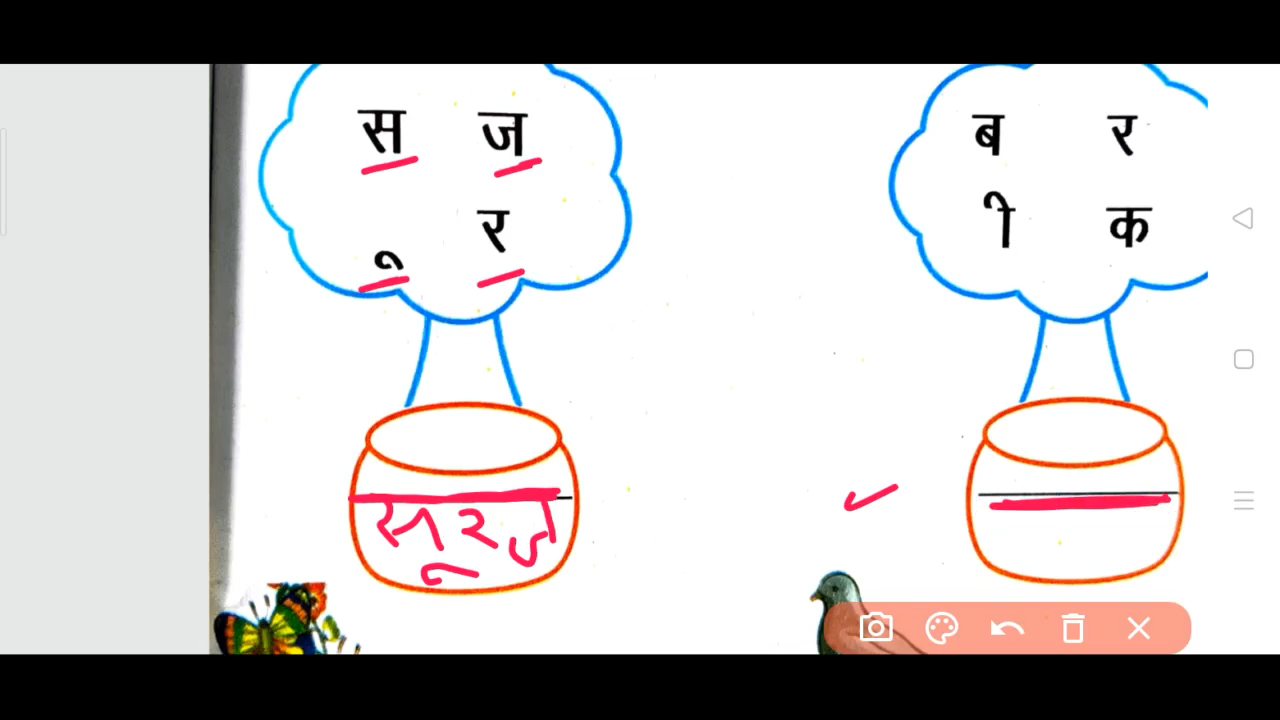 स ज
ू र
सूरज
ब र
ी क